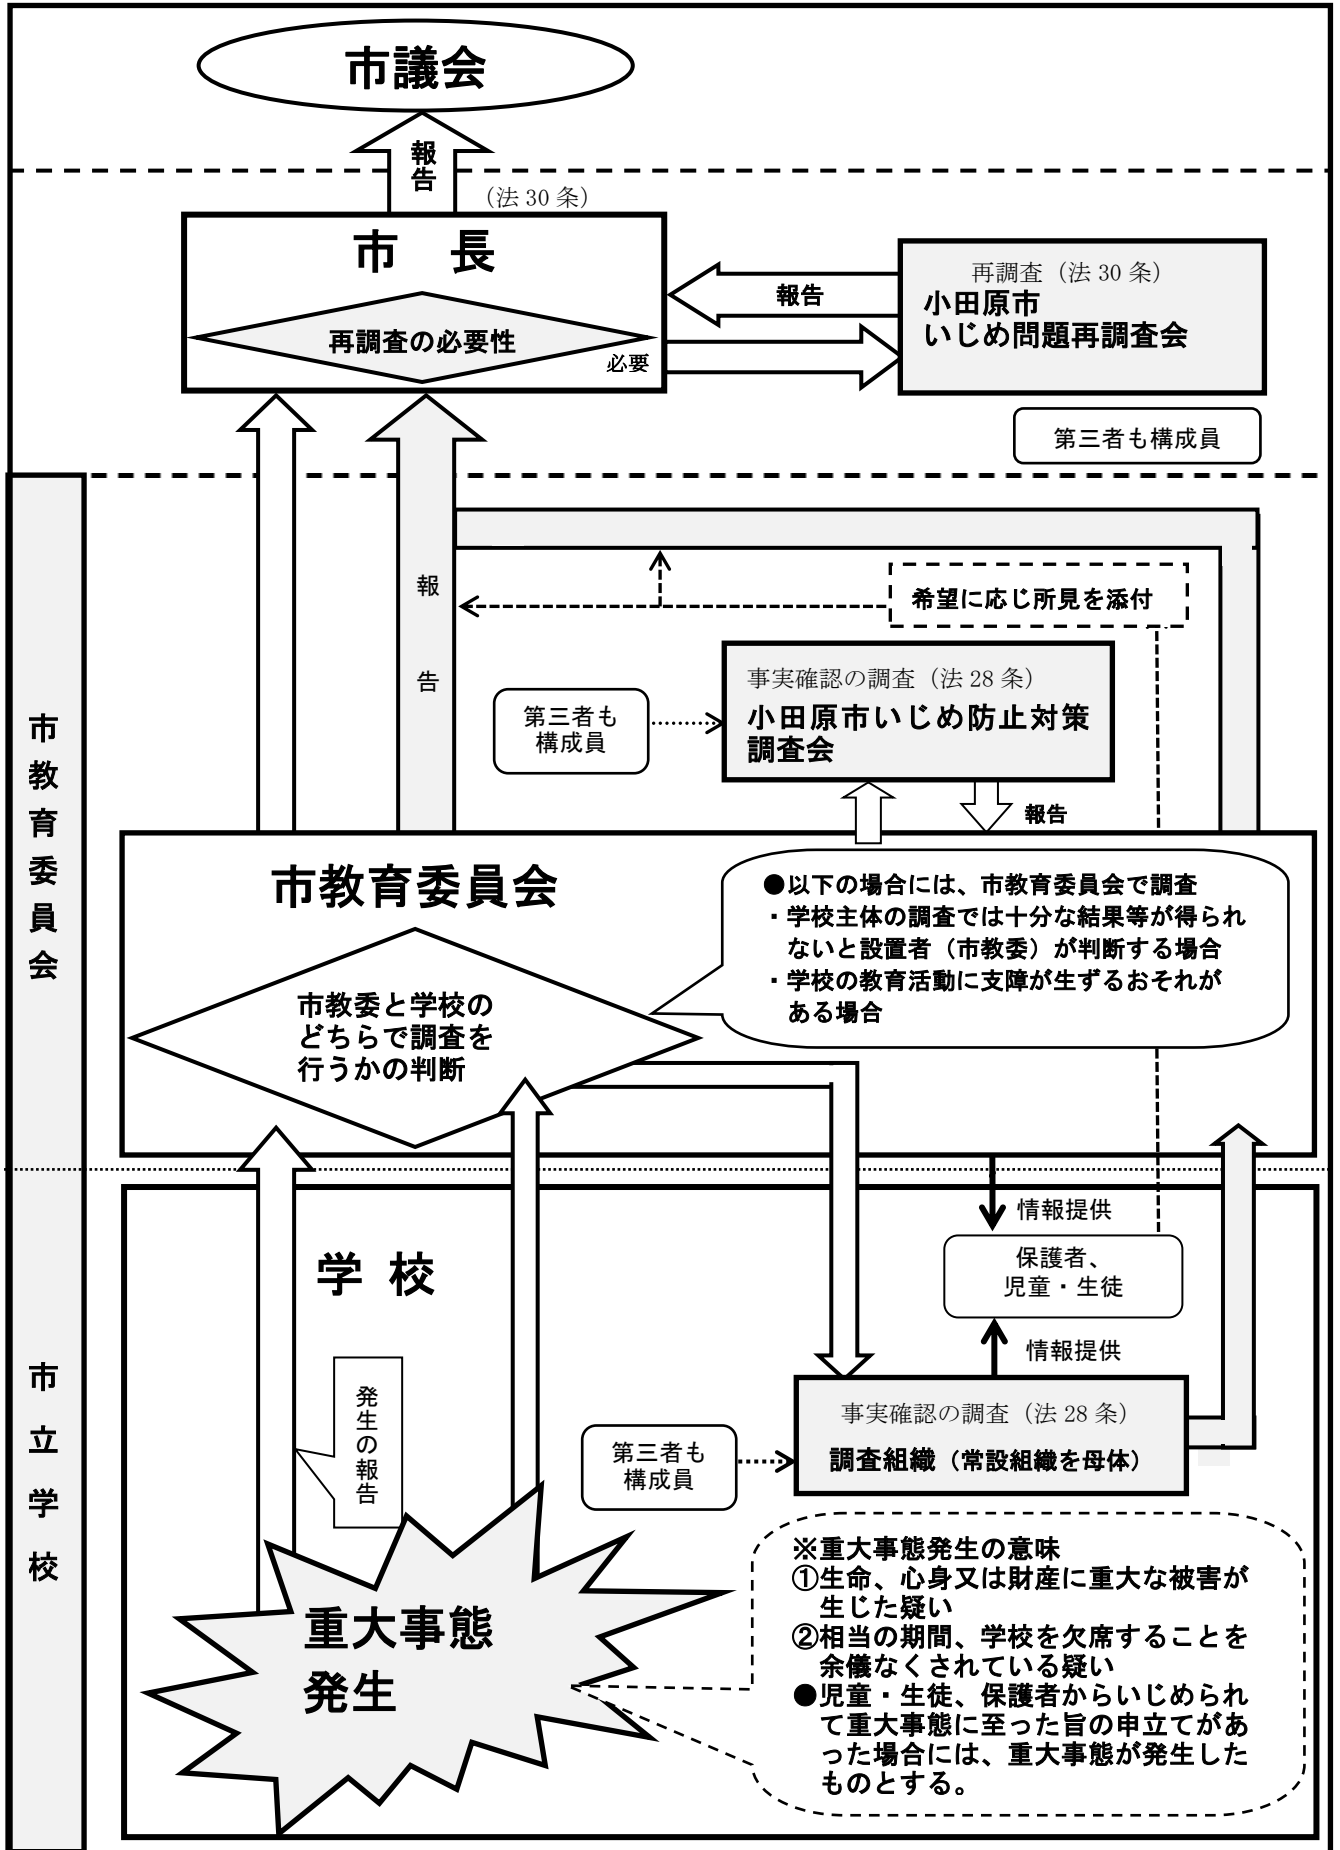 市議会
報告
（法 30 条）
市 長
再調査の必要性
必要
報告
再調査（法 30 条）
小田原市
いじめ問題再調査会
第三者も構成員
報告
希望に応じ所見を添付
事実確認の調査（法 28 条）
小田原市いじめ防止対策
調査会
第三者も
構成員
報告
市教育委員会
市教育委員会
●以下の場合には、市教育委員会で調査
・学校主体の調査では十分な結果等が得られ
ないと設置者（市教委）が判断する場合
・学校の教育活動に支障が生ずるおそれが
ある場合
市教委と学校の
どちらで調査を
行うかの判断
市立学校
学 校
情報提供
保護者、
児童・生徒
情報提供
発生の報告
第三者も
構成員
事実確認の調査（法 28 条）
調査組織（常設組織を母体）
重大事態
発生
※重大事態発生の意味
①生命、心身又は財産に重大な被害が
生じた疑い
②相当の期間、学校を欠席することを
余儀なくされている疑い
●児童・生徒、保護者からいじめられ
て重大事態に至った旨の申立てがあ
った場合には、重大事態が発生した
ものとする。